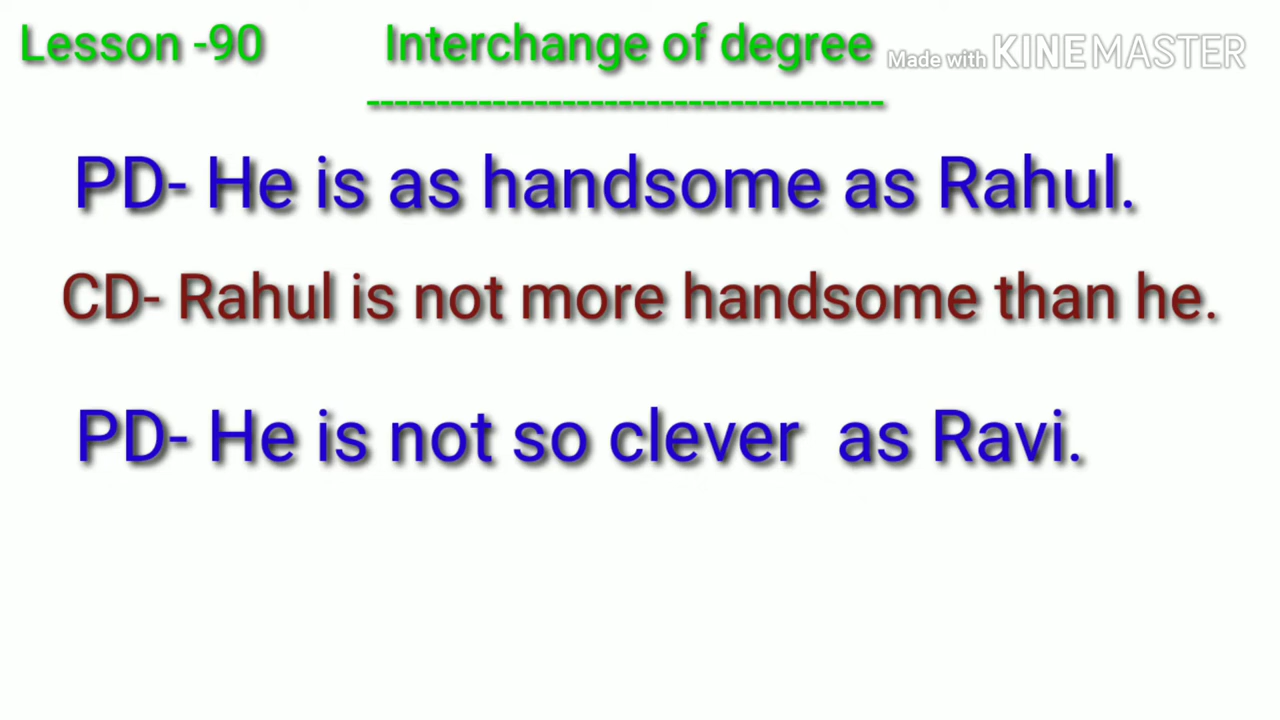 Lesson -90 Interchange of degree Made with KINEMASTER
-------------------------------------
PD- He is as handsome as Rahul.
CD- Rahul is not more handsome than he.
PD- He is not so clever as Ravi.